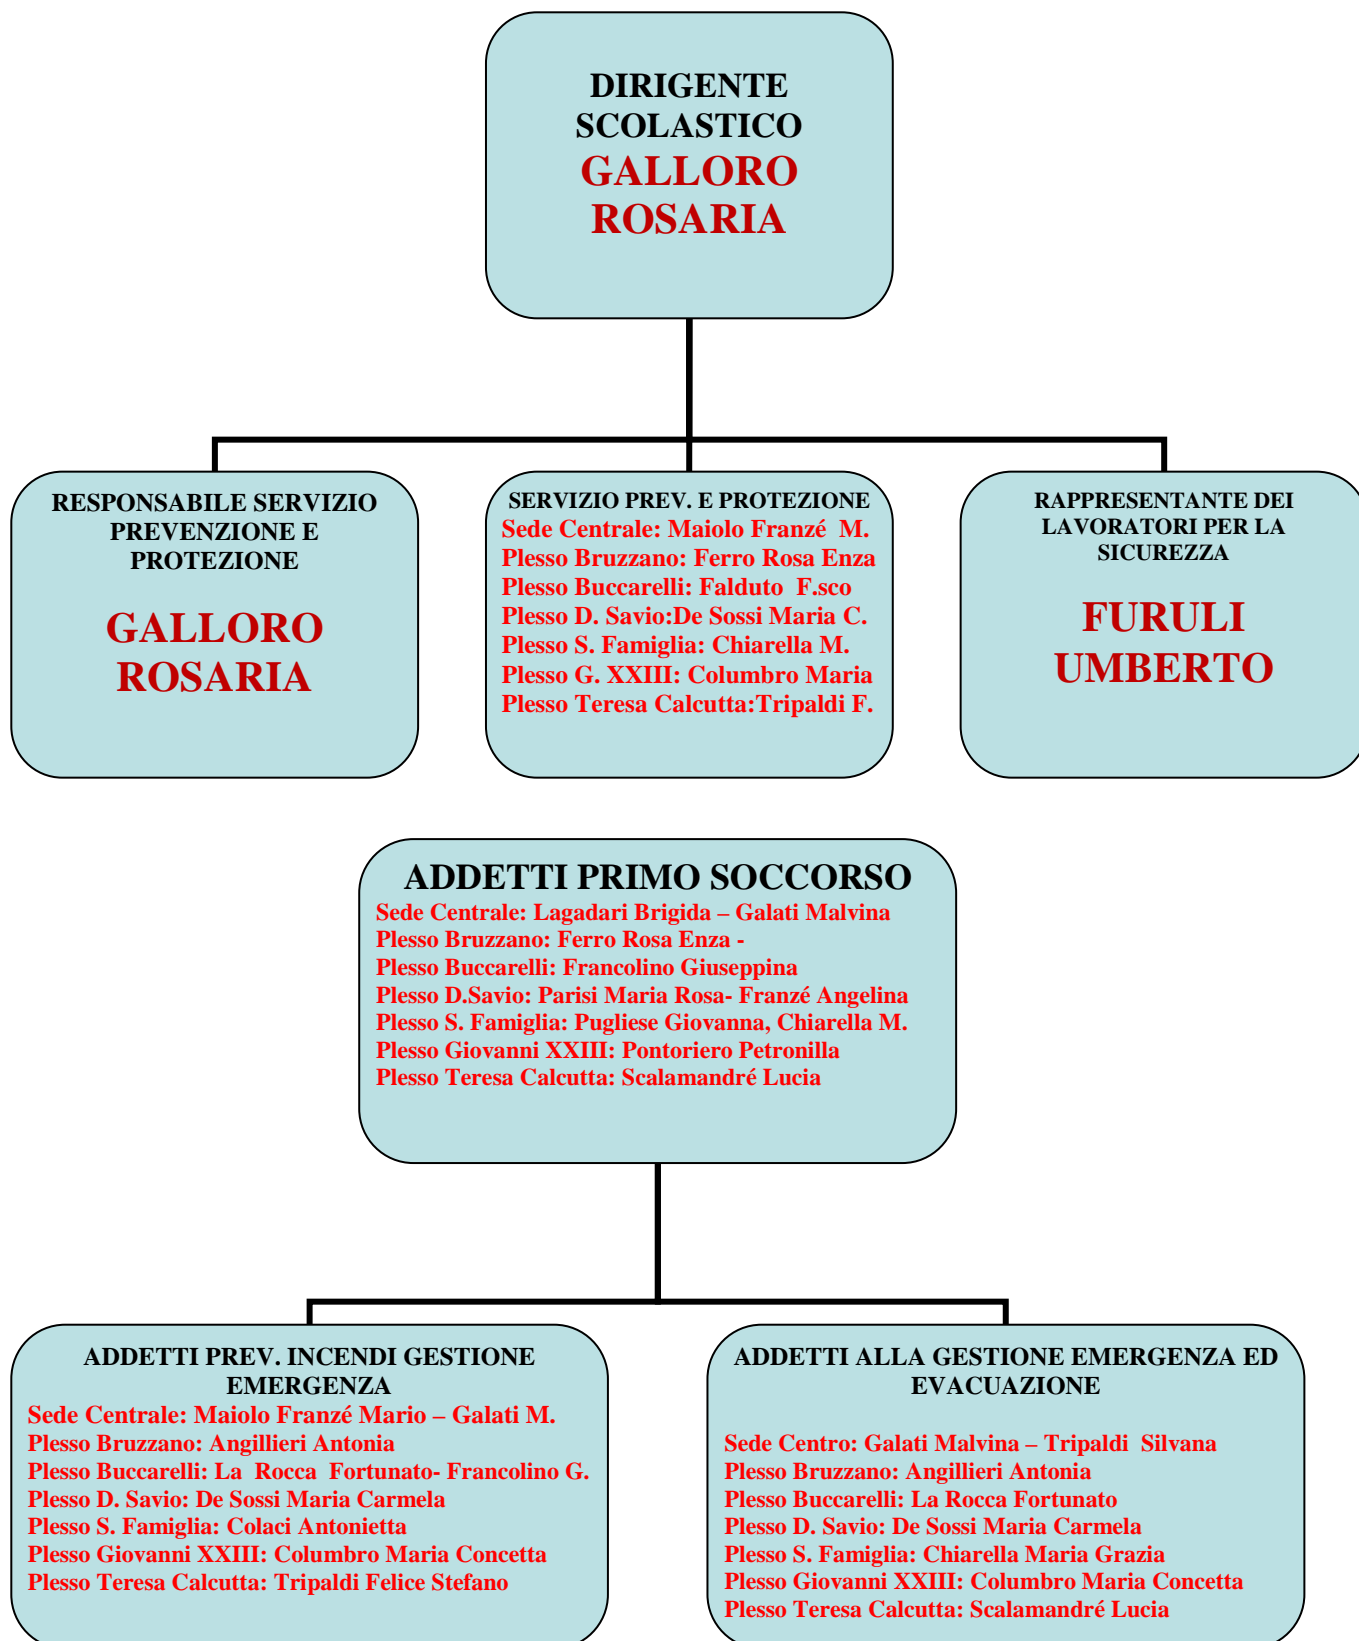 DIRIGENTE
SCOLASTICO
GALLORO
ROSARIA
RESPONSABILE SERVIZIO
PREVENZIONE E
PROTEZIONE
GALLORO
ROSARIA
SERVIZIO PREV. E PROTEZIONE
Sede Centrale: Maiolo Franzé  M.
Plesso Bruzzano: Ferro Rosa Enza
Plesso Buccarelli: Falduto  F.sco
Plesso D. Savio:De Sossi Maria C.
Plesso S. Famiglia: Chiarella M.
Plesso G. XXIII: Columbro Maria
Plesso Teresa Calcutta:Tripaldi F.
RAPPRESENTANTE DEI
LAVORATORI PER LA
SICUREZZA
FURULI
UMBERTO
ADDETTI PRIMO SOCCORSO
Sede Centrale: Lagadari Brigida – Galati Malvina
Plesso Bruzzano: Ferro Rosa Enza -
Plesso Buccarelli: Francolino Giuseppina
Plesso D.Savio: Parisi Maria Rosa- Franzé Angelina
Plesso S. Famiglia: Pugliese Giovanna, Chiarella M.
Plesso Giovanni XXIII: Pontoriero Petronilla
Plesso Teresa Calcutta: Scalamandré Lucia
ADDETTI PREV. INCENDI GESTIONE
EMERGENZA
Sede Centrale: Maiolo Franzé Mario – Galati M.
Plesso Bruzzano: Angillieri Antonia
Plesso Buccarelli: La  Rocca  Fortunato- Francolino G.
Plesso D. Savio: De Sossi Maria Carmela
Plesso S. Famiglia: Colaci Antonietta
Plesso Giovanni XXIII: Columbro Maria Concetta
Plesso Teresa Calcutta: Tripaldi Felice Stefano
ADDETTI ALLA GESTIONE EMERGENZA ED
EVACUAZIONE
Sede Centro: Galati Malvina – Tripaldi  Silvana
Plesso Bruzzano: Angillieri Antonia
Plesso Buccarelli: La Rocca Fortunato
Plesso D. Savio: De Sossi Maria Carmela
Plesso S. Famiglia: Chiarella Maria Grazia
Plesso Giovanni XXIII: Columbro Maria Concetta
Plesso Teresa Calcutta: Scalamandré Lucia